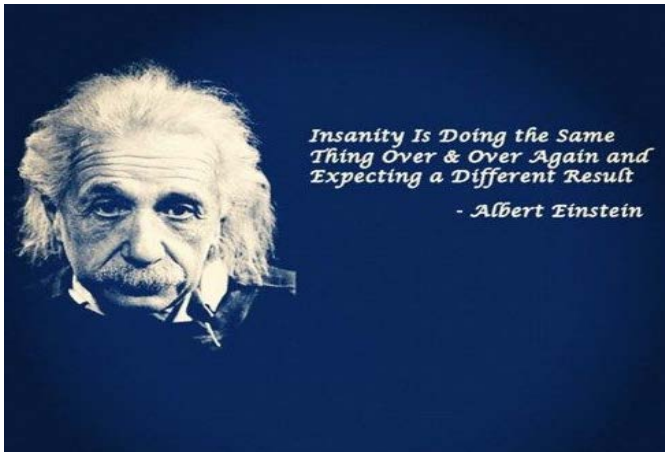 Insanity Is Doing the Same
Thing Over & Over Again and
Expecting a Different Result
- Albert Einstein